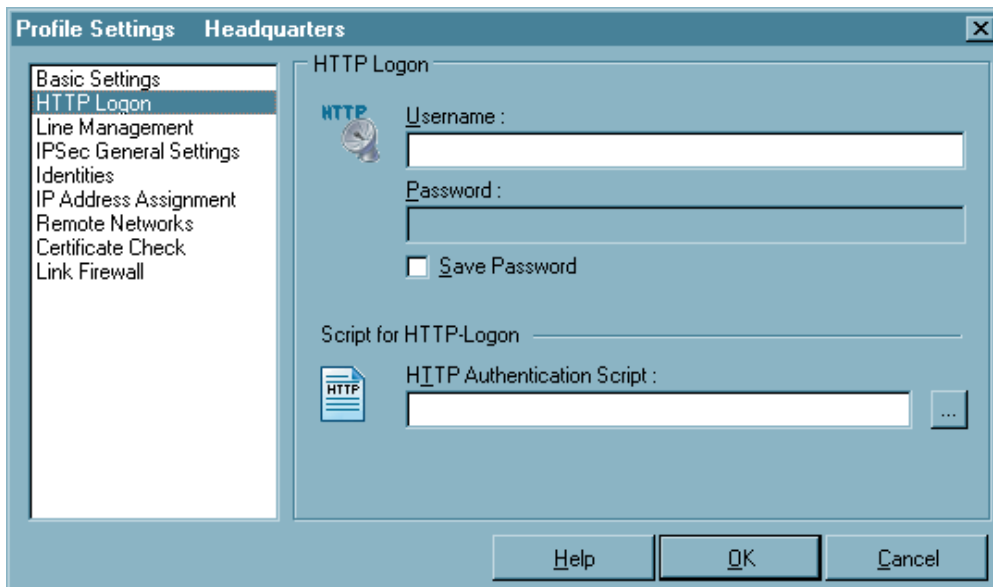 Profile Settings Headquarters
Basic Settings
HTTP Logon
Line Management
IPSec General Settings
Identities
IP Address Assignment
Remote Networks
Certificate Check
Link Firewall
HTTP Logon
HTTP
Username :
Password :
Save Password
Script for HTTP-Logon
HTTP
HTTP Authentication Script :
...
Help
OK
Cancel